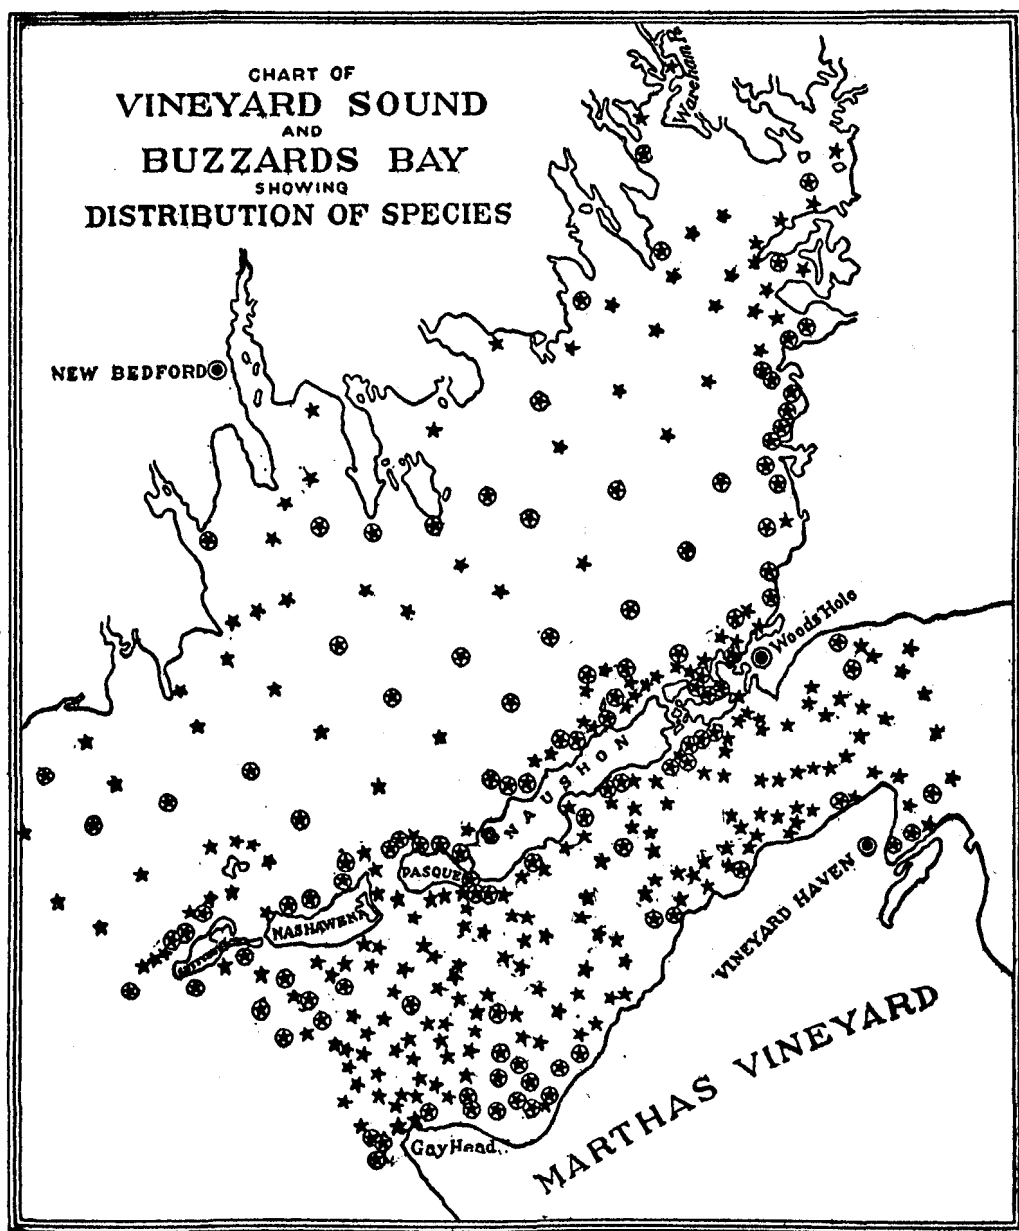 CHART OF
VINEYARD SOUND
AND
BUZZARDS BAY
SHOWING
DISTRIBUTION OF SPECIES
Wareham R.
NEW BEDFORD
Woods Hole
NAUSHON
PASQUE
NASHAWENA
VINEYARD HAVEN
MARTHAS VINEYARD
Gay Head